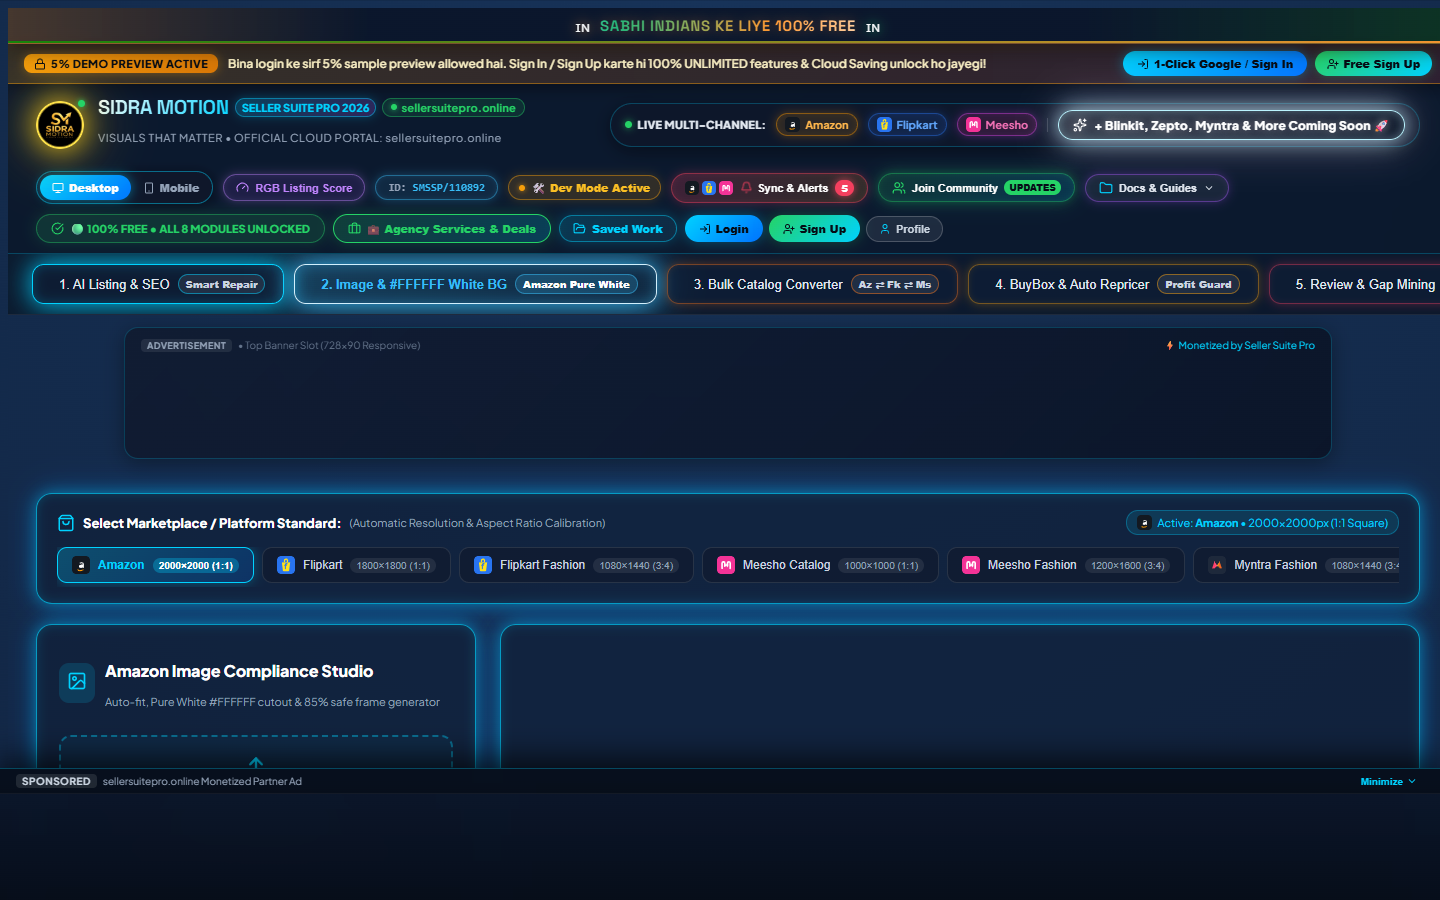 IN SABHI INDIANS KE LIYE 100% FREE IN
5% DEMO PREVIEW ACTIVE Bina login ke sirf 5% sample preview allowed hai. Sign In / Sign Up karte hi 100% UNLIMITED features & Cloud Saving unlock ho jayegi! 1-Click Google / Sign In Free Sign Up
SIDRA MOTION SELLER SUITE PRO 2026 sellersuitepro.online
VISUALS THAT MATTER • OFFICIAL CLOUD PORTAL: sellersuitepro.online
SM SIDRA MOTION
LIVE MULTI-CHANNEL: Amazon Flipkart Meesho + Blinkit, Zepto, Myntra & More Coming Soon 🚀
Desktop Mobile RGB Listing Score ID: SMSSP/110892 🛠 Dev Mode Active Sync & Alerts 5 Join Community UPDATES Docs & Guides
100% FREE • ALL 8 MODULES UNLOCKED 💼 Agency Services & Deals Saved Work Login Sign Up Profile
1. AI Listing & SEO Smart Repair 2. Image & #FFFFFF White BG Amazon Pure White 3. Bulk Catalog Converter Az ⇄ Fk ⇄ Ms 4. BuyBox & Auto Repricer Profit Guard 5. Review & Gap Mining
ADVERTISEMENT • Top Banner Slot (728×90 Responsive) Monetized by Seller Suite Pro
Select Marketplace / Platform Standard: (Automatic Resolution & Aspect Ratio Calibration) Active: Amazon • 2000×2000px (1:1 Square)
Amazon 2000×2000 (1:1) Flipkart 1800×1800 (1:1) Flipkart Fashion 1080×1440 (3:4) Meesho Catalog 1000×1000 (1:1) Meesho Fashion 1200×1600 (3:4) Myntra Fashion 1080×1440 (3:4
Amazon Image Compliance Studio
Auto-fit, Pure White #FFFFFF cutout & 85% safe frame generator
SPONSORED sellersuitepro.online Monetized Partner Ad Minimize